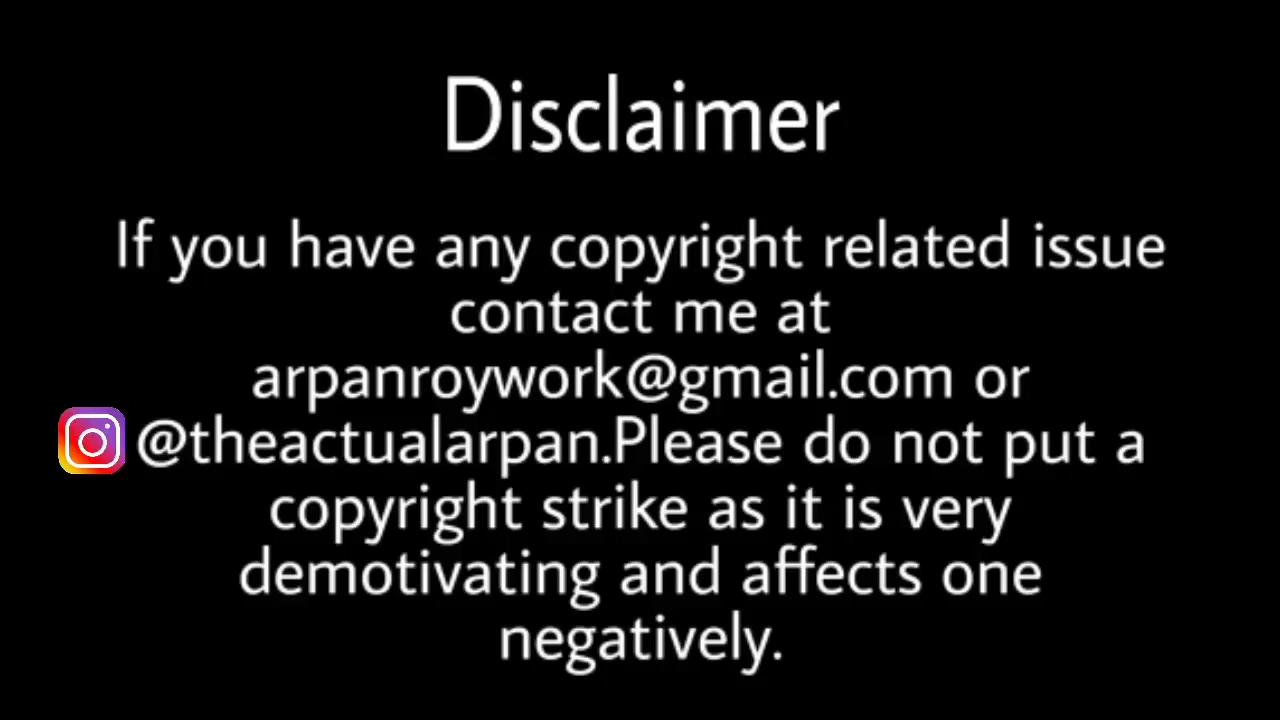 Disclaimer
If you have any copyright related issue
contact me at
arpanroywork@gmail.com or
@theactualarpan.Please do not put a
copyright strike as it is very
demotivating and affects one
negatively.